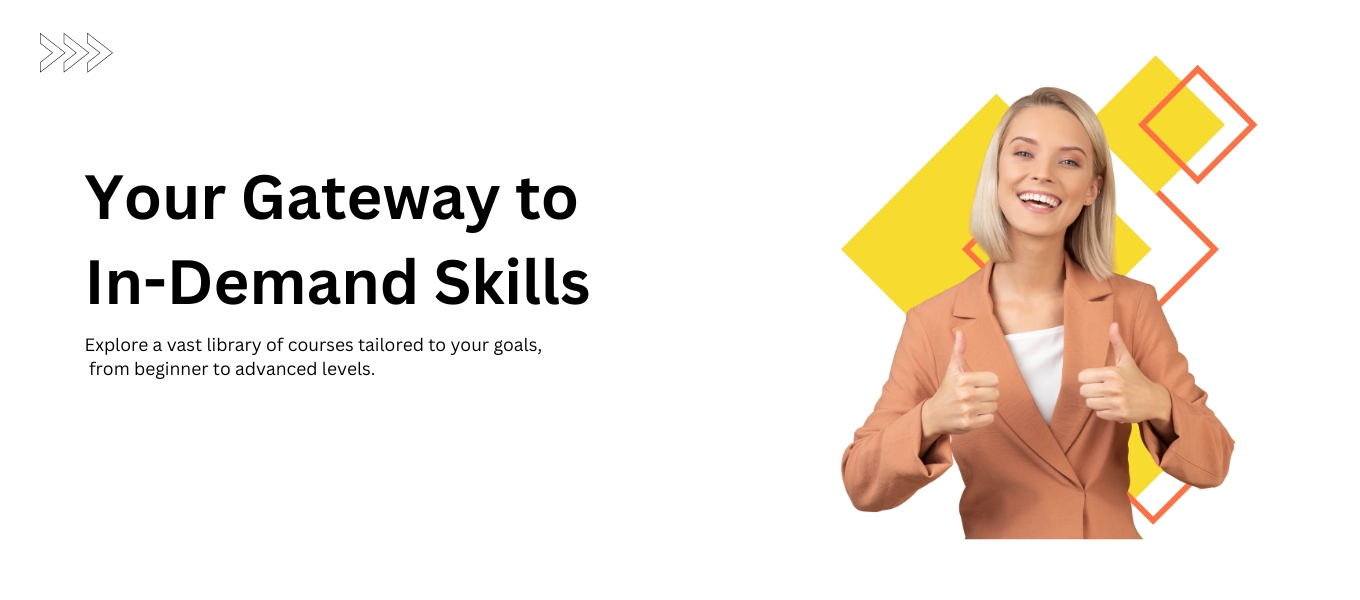 Your Gateway to
In-Demand Skills
Explore a vast library of courses tailored to your goals,
from beginner to advanced levels.